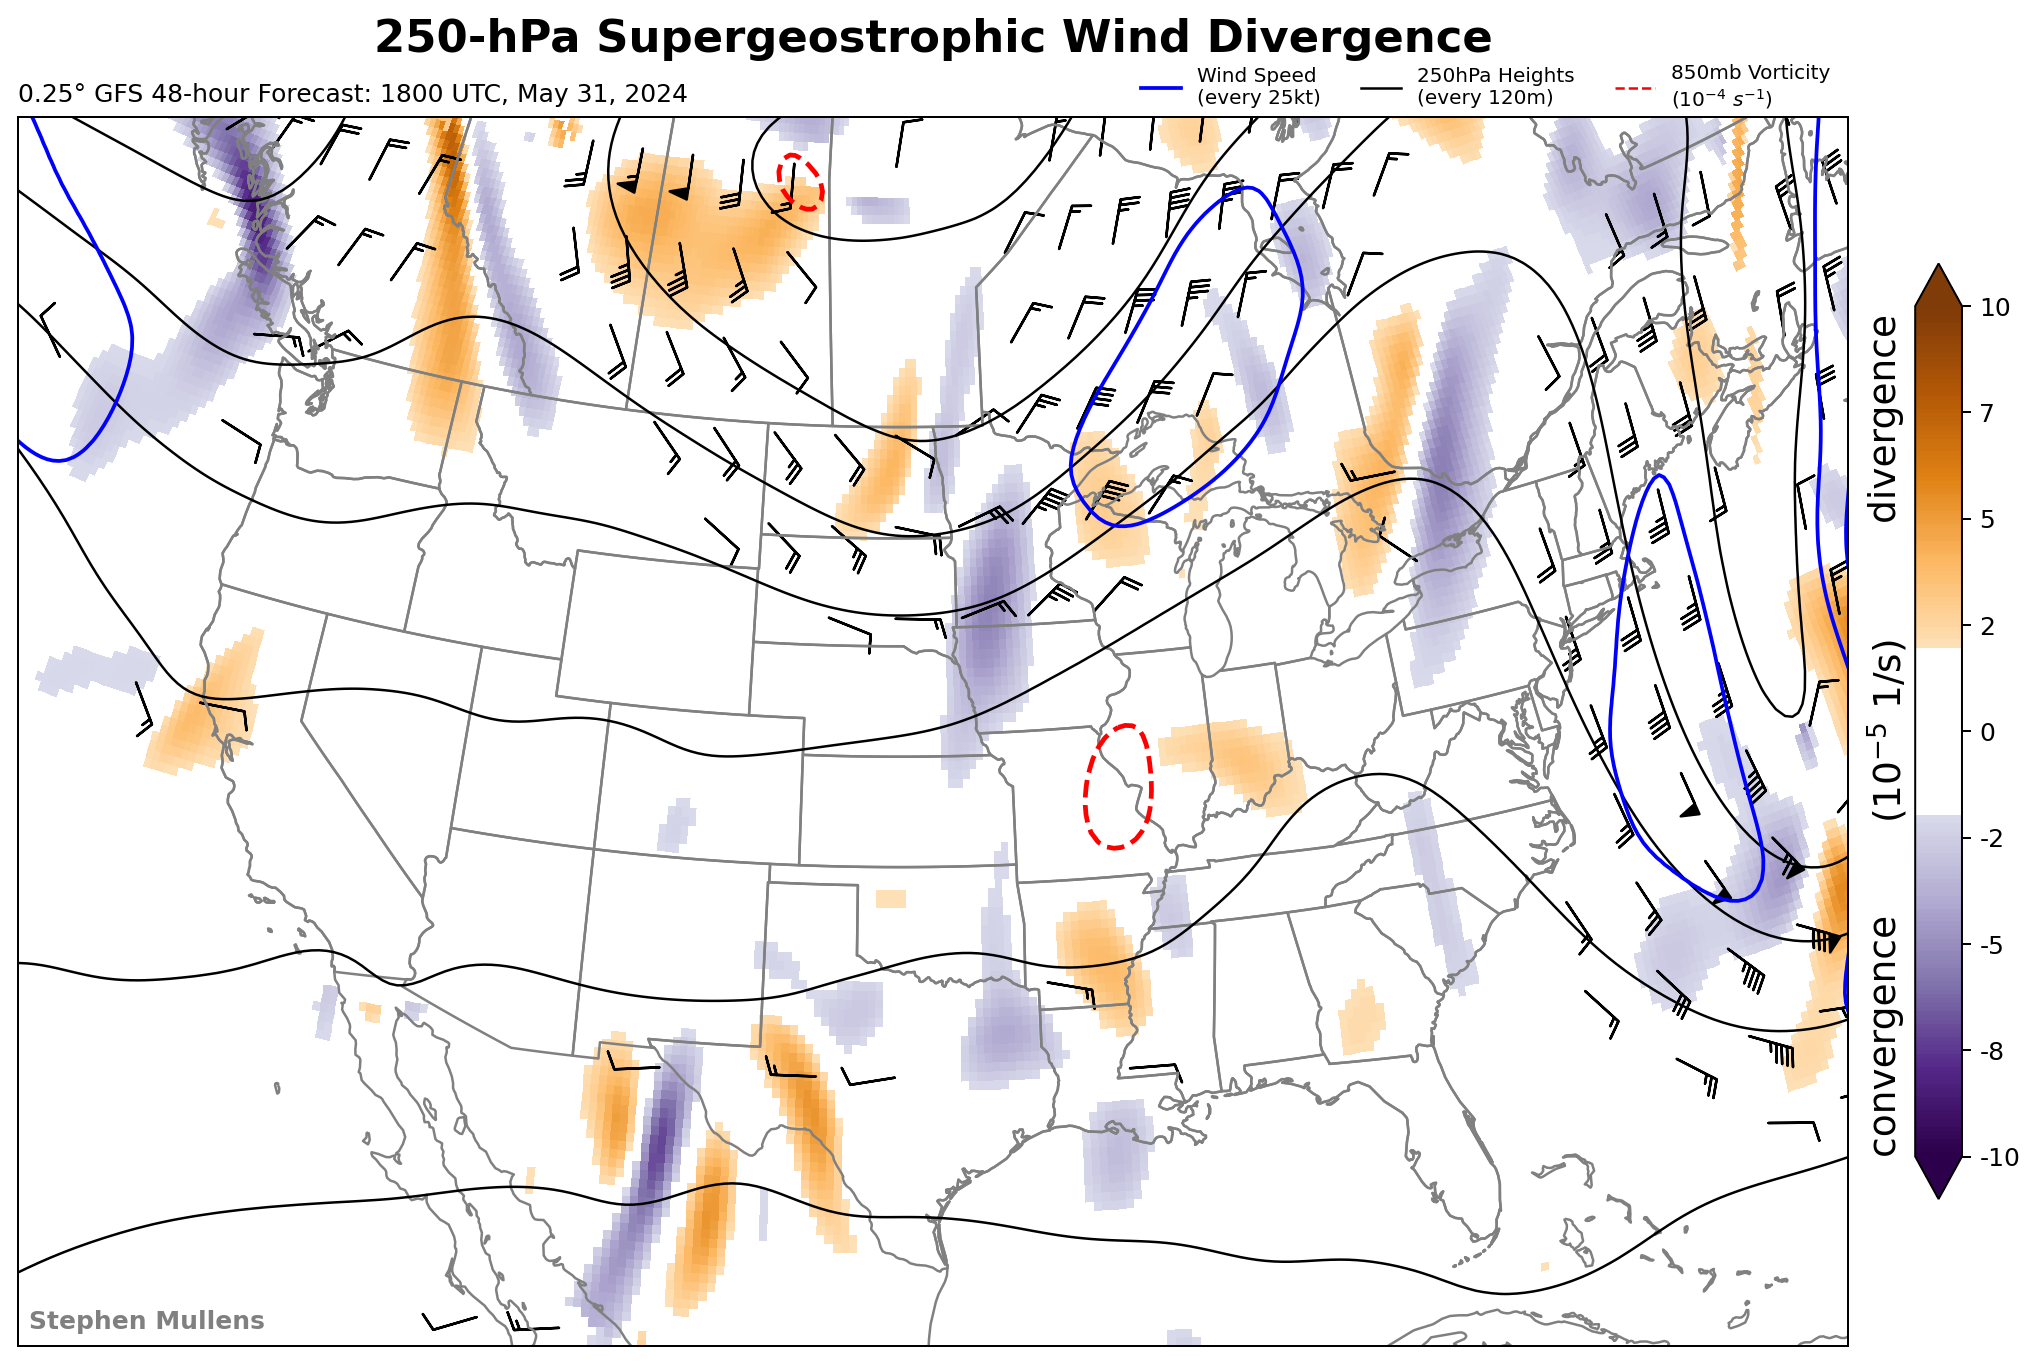 250-hPa Supergeostrophic Wind Divergence
0.25° GFS 48-hour Forecast: 1800 UTC, May 31, 2024
Wind Speed
(every 25kt)
250hPa Heights
(every 120m)
850mb Vorticity
(10⁻⁴ s⁻¹)
10
7
5
2
0
-2
-5
-8
-10
convergence (10⁻⁵ 1/s) divergence
Stephen Mullens